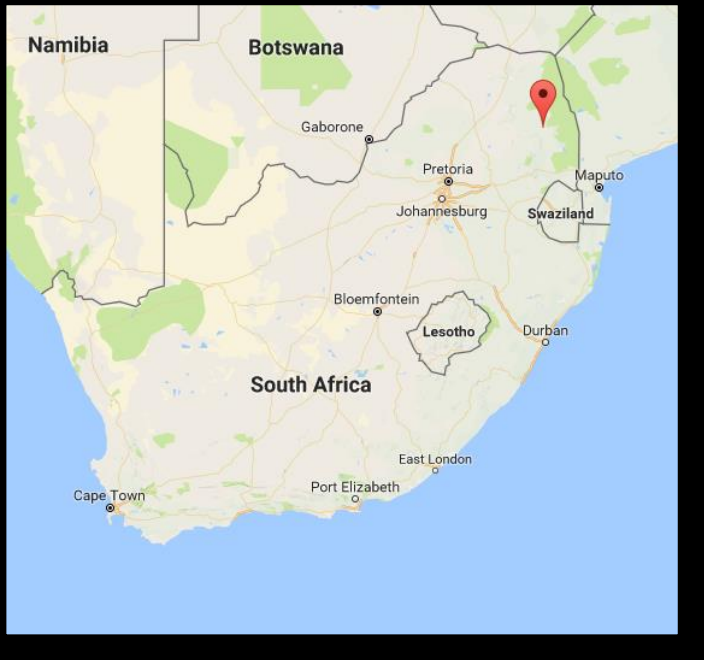 Namibia
Botswana
Gaborone
Pretoria
Maputo
Johannesburg
Swaziland
Bloemfontein
Lesotho
Durban
South Africa
East London
Port Elizabeth
Cape Town